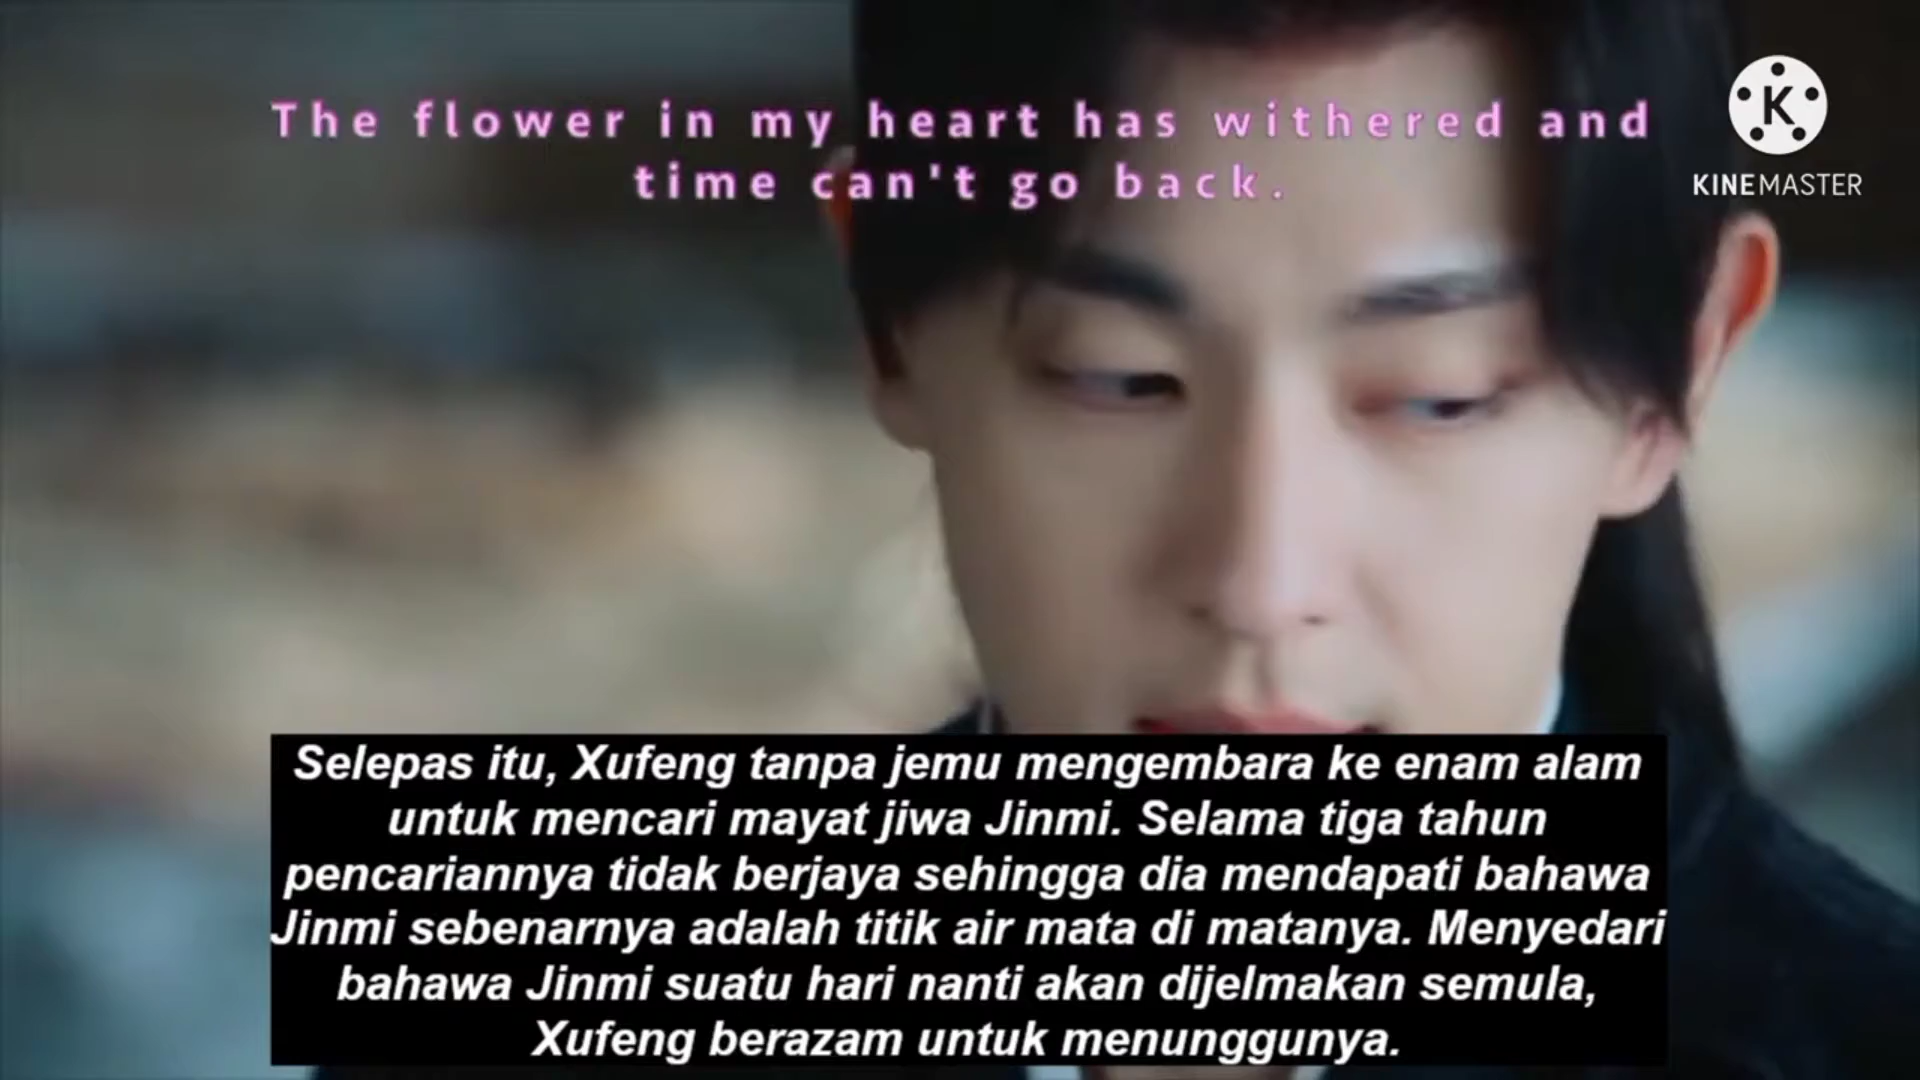 The flower in my heart has withered and
time can't go back.
K
KINEMASTER
Selepas itu, Xufeng tanpa jemu mengembara ke enam alam
untuk mencari mayat jiwa Jinmi. Selama tiga tahun
pencariannya tidak berjaya sehingga dia mendapati bahawa
Jinmi sebenarnya adalah titik air mata di matanya. Menyedari
bahawa Jinmi suatu hari nanti akan dijelmakan semula,
Xufeng berazam untuk menunggunya.